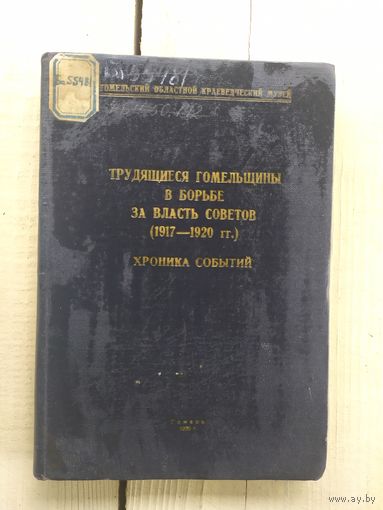 Б 5548
ГОМЕЛЬСКИЙ ОБЛАСТНОЙ КРАЕВЕДЧЕСКИЙ МУЗЕЙ
ТРУДЯЩИЕСЯ ГОМЕЛЬЩИНЫ
В БОРЬБЕ
ЗА ВЛАСТЬ СОВЕТОВ
(1917—1920 гг.)
ХРОНИКА СОБЫТИЙ
Гомель
www.ay.by